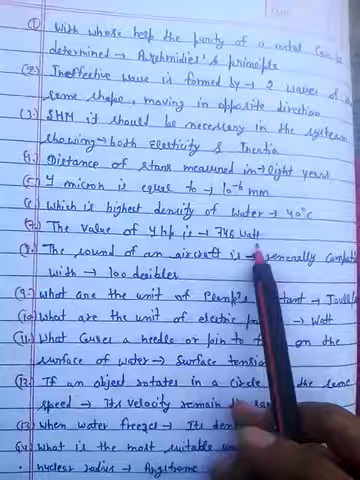 ① With whose help the purity of a metal can be
determined → Archmidies's principle
(2) Ineffective wave is formed by → 2 waves of
same shape, moving in opposite direction
(3) SHM it should be necessary in the system
showing → both Elasticity & Inertia
(4) Distance of stars measured in → light years
(5) 1 micron is equal to → 10⁻⁶ mm
(6) Which is highest density of water → 4°C
(7) The value of 1 hp is → 746 Watt
(8) The sound of an aircraft is → generally
with → 100 decibles
(9) What are the unit of
(10) What are the unit of electric → Watt
(11) What causes a needle or pin to on the
surface of water → Surface tension
(12) If an object rotates in a circle the same
speed → Its velocity remain the
(13) When water freezes → Its
(14) What is the most suitable
nuclear radius → Angstrome